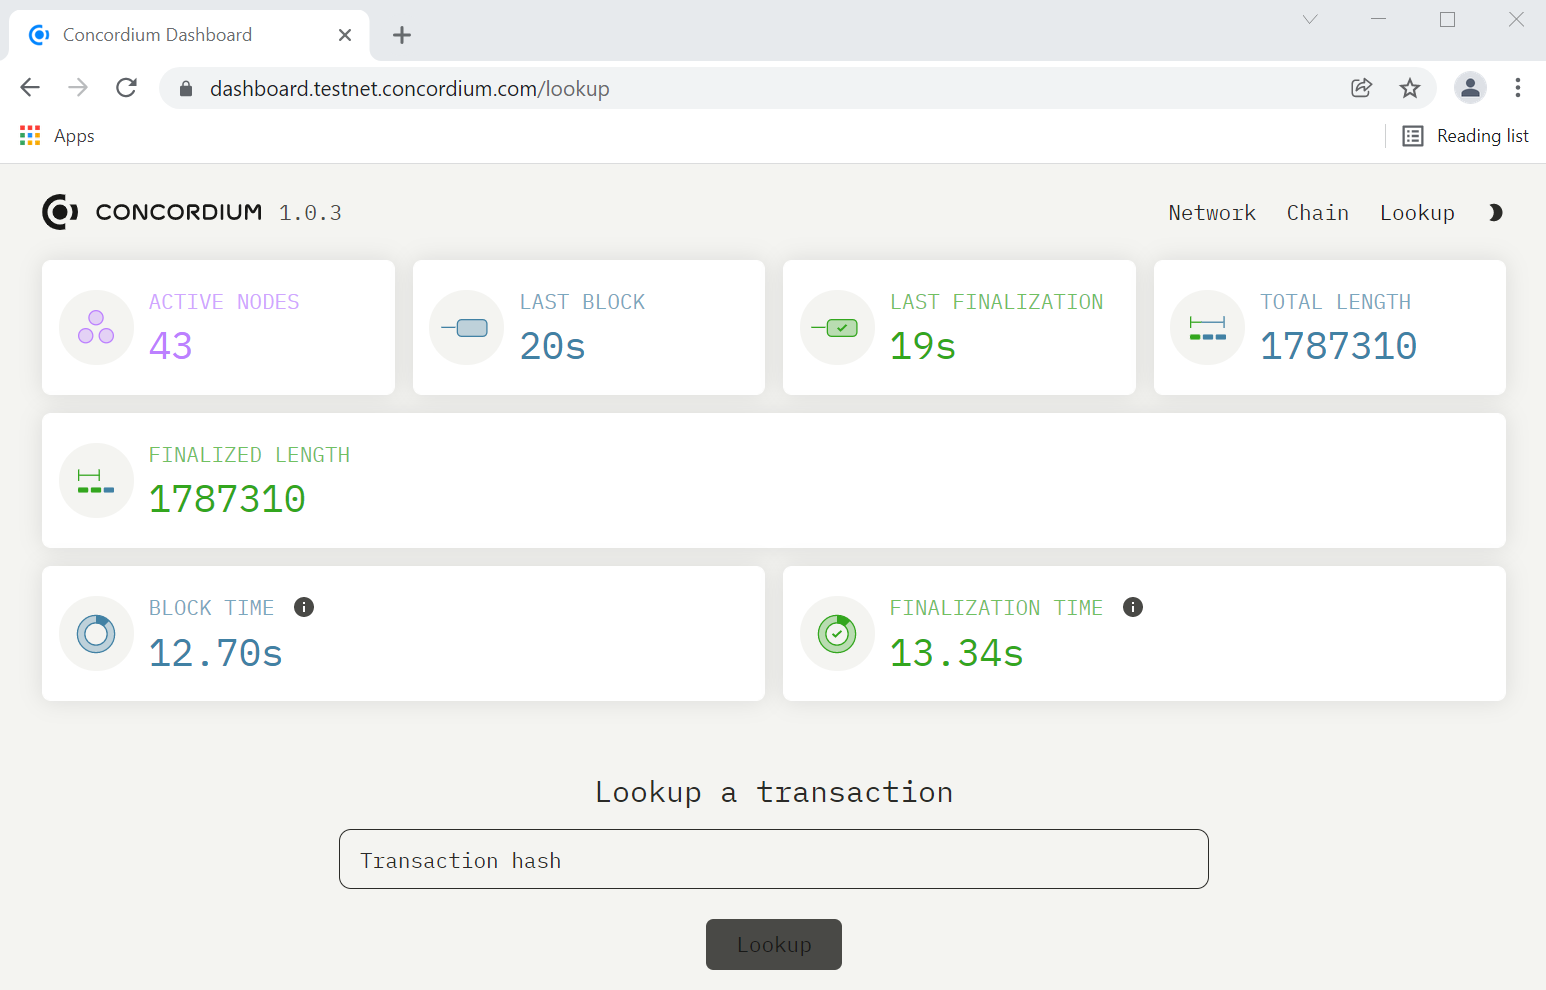 Concordium Dashboard
dashboard.testnet.concordium.com/lookup
Apps
Reading list
CONCORDIUM 1.0.3
Network Chain Lookup
ACTIVE NODES
43
LAST BLOCK
20s
LAST FINALIZATION
19s
TOTAL LENGTH
1787310
FINALIZED LENGTH
1787310
BLOCK TIME
12.70s
FINALIZATION TIME
13.34s
Lookup a transaction
Transaction hash
Lookup